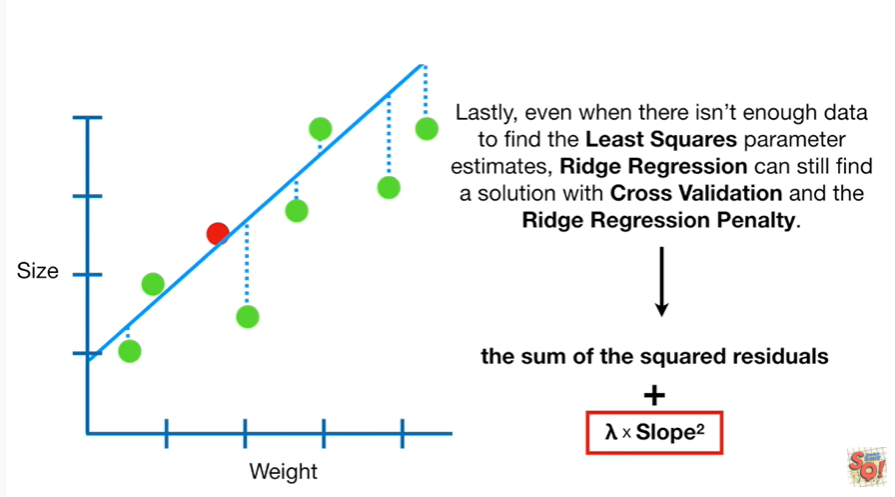 Lastly, even when there isn’t enough data
to find the Least Squares parameter
estimates, Ridge Regression can still find
a solution with Cross Validation and the
Ridge Regression Penalty.
Size
the sum of the squared residuals
+
λ x Slope²
Weight
SQ!